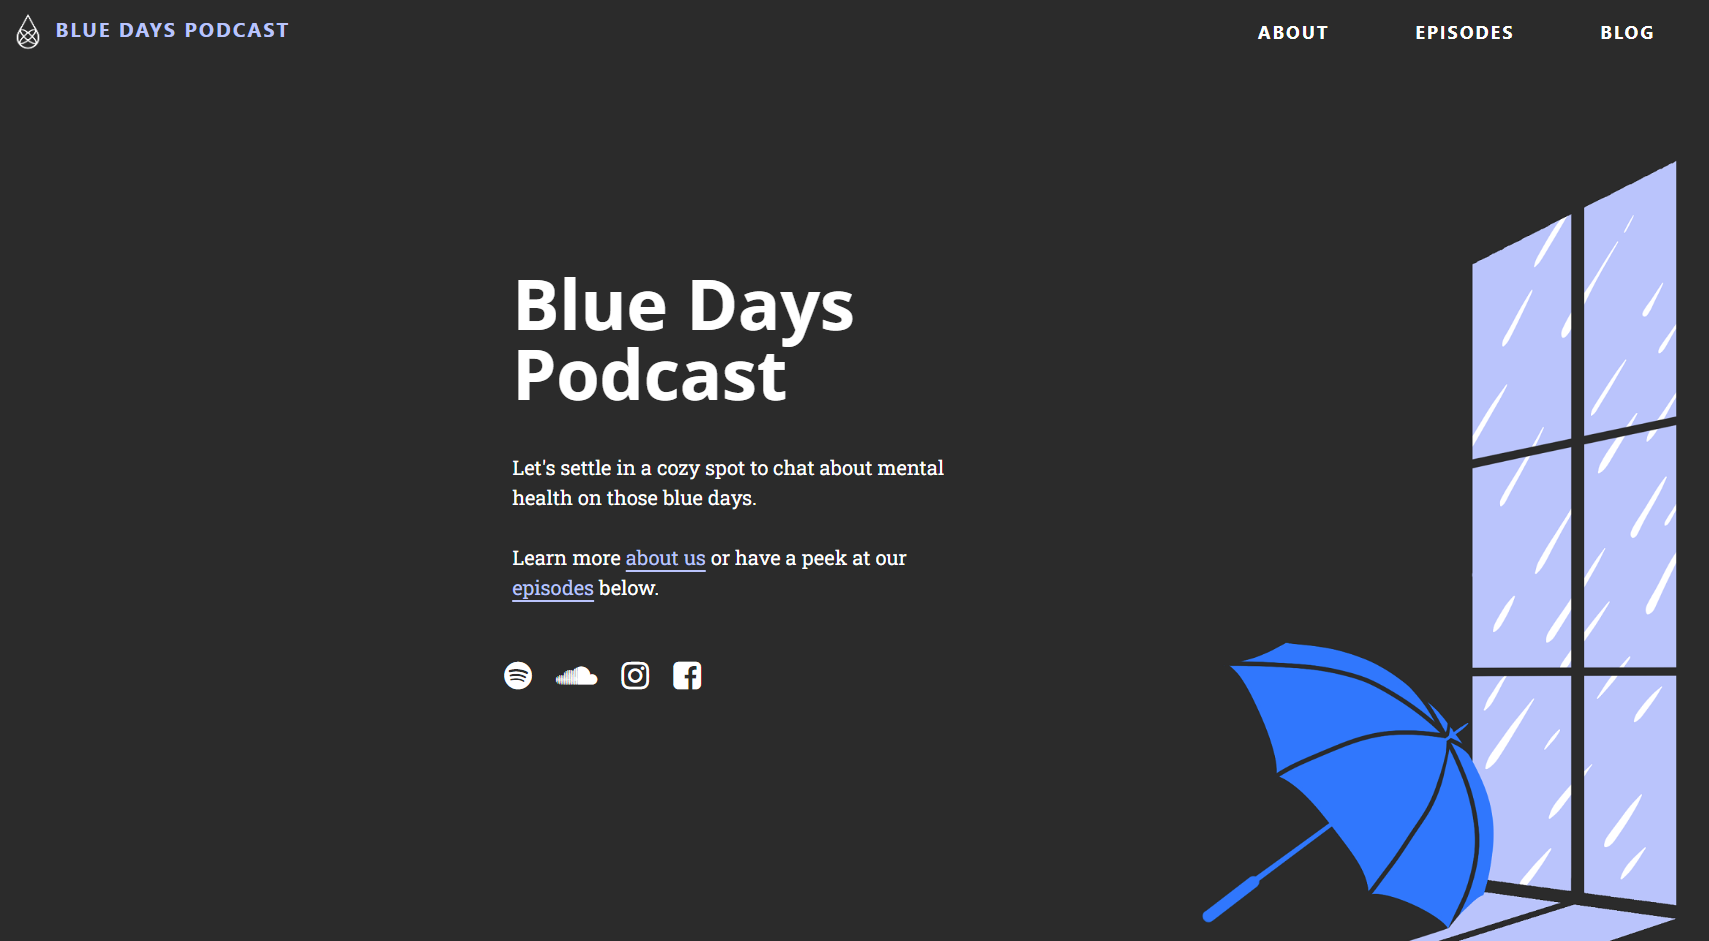 BLUE DAYS PODCAST
ABOUT
EPISODES
BLOG
Blue Days
Podcast
Let's settle in a cozy spot to chat about mental
health on those blue days.
Learn more about us or have a peek at our
episodes below.